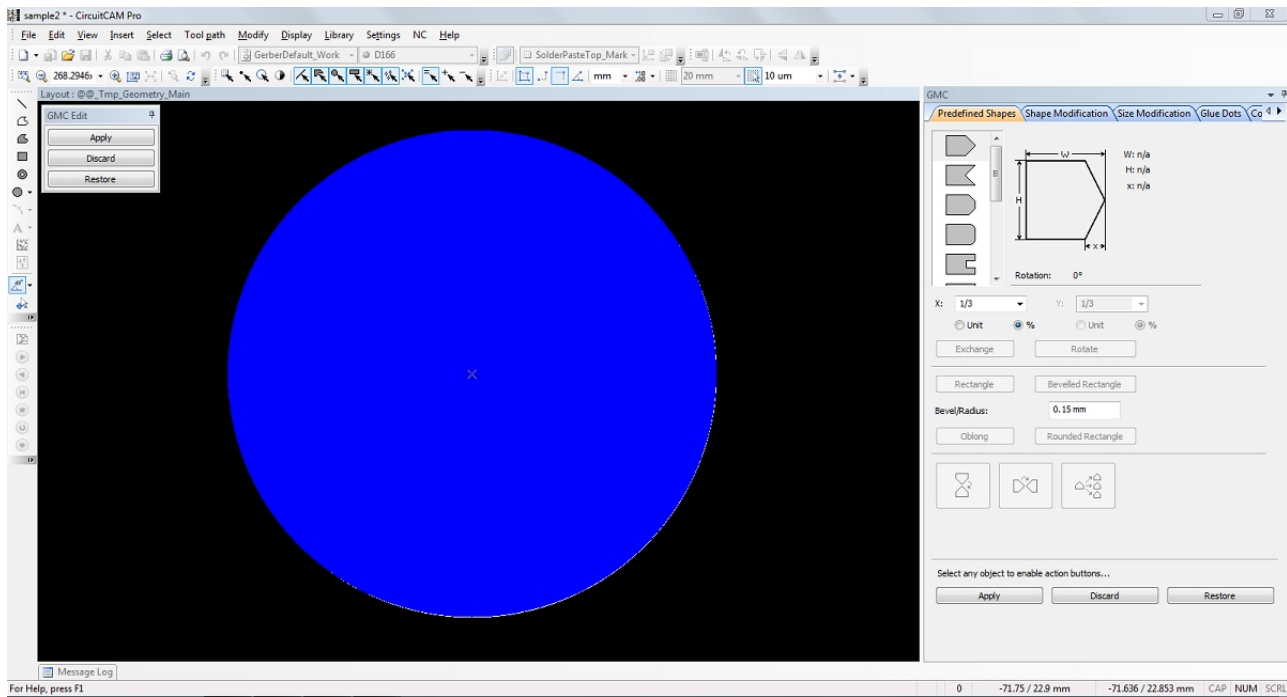 sample2 * - CircuitCAM Pro
File Edit View Insert Select Tool path Modify Display Library Settings NC Help
GerberDefault_Work D166 SolderPasteTop_Mark
268.2946› mm 20 mm 10 um
Layout : @@_Tmp_Geometry_Main
GMC
GMC Edit
Apply
Discard
Restore
Predefined Shapes Shape Modification Size Modification Glue Dots Co
W
H
x
W: n/a
H: n/a
x: n/a
Rotation: 0°
X: 1/3 Y: 1/3
Unit % Unit %
Exchange Rotate
Rectangle Bevelled Rectangle
Bevel/Radius: 0.15 mm
Oblong Rounded Rectangle
Select any object to enable action buttons...
Apply Discard Restore
Message Log
For Help, press F1 0 -71.75 / 22.9 mm -71.636 / 22.853 mm CAP NUM SCRL